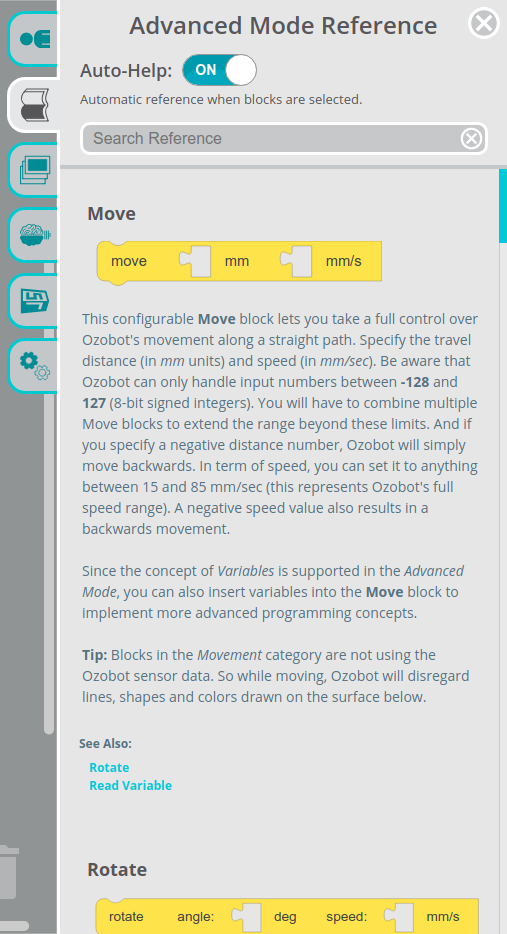 Advanced Mode Reference
Auto-Help: ON
Automatic reference when blocks are selected.
Search Reference
Move
move mm mm/s
This configurable Move block lets you take a full control over
Ozobot's movement along a straight path. Specify the travel
distance (in mm units) and speed (in mm/sec). Be aware that
Ozobot can only handle input numbers between -128 and
127 (8-bit signed integers). You will have to combine multiple
Move blocks to extend the range beyond these limits. And if
you specify a negative distance number, Ozobot will simply
move backwards. In term of speed, you can set it to anything
between 15 and 85 mm/sec (this represents Ozobot's full
speed range). A negative speed value also results in a
backwards movement.
Since the concept of Variables is supported in the Advanced
Mode, you can also insert variables into the Move block to
implement more advanced programming concepts.
Tip: Blocks in the Movement category are not using the
Ozobot sensor data. So while moving, Ozobot will disregard
lines, shapes and colors drawn on the surface below.
See Also:
Rotate
Read Variable
Rotate
rotate angle: deg speed: mm/s